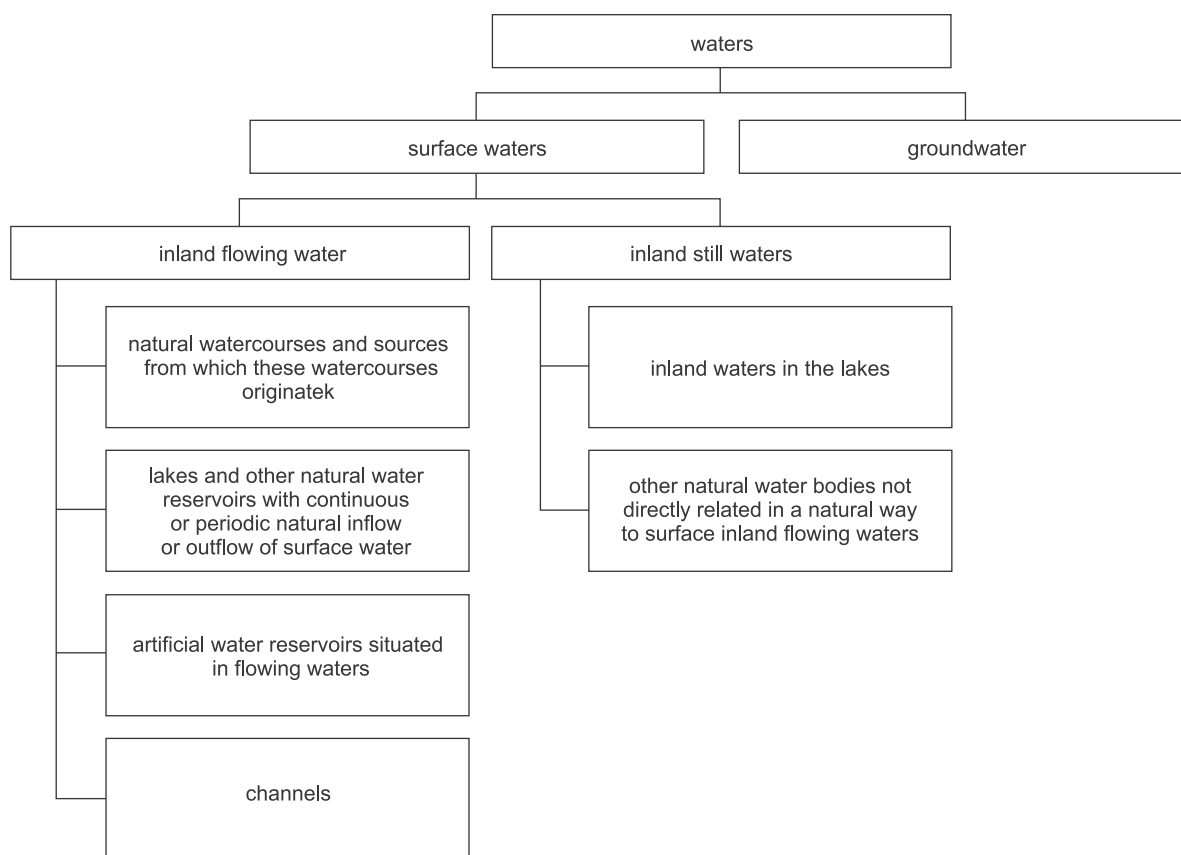 waters
surface waters
groundwater
inland flowing water
inland still waters
natural watercourses and sources
from which these watercourses
originatek
inland waters in the lakes
lakes and other natural water
reservoirs with continuous
or periodic natural inflow
or outflow of surface water
other natural water bodies not
directly related in a natural way
to surface inland flowing waters
artificial water reservoirs situated
in flowing waters
channels